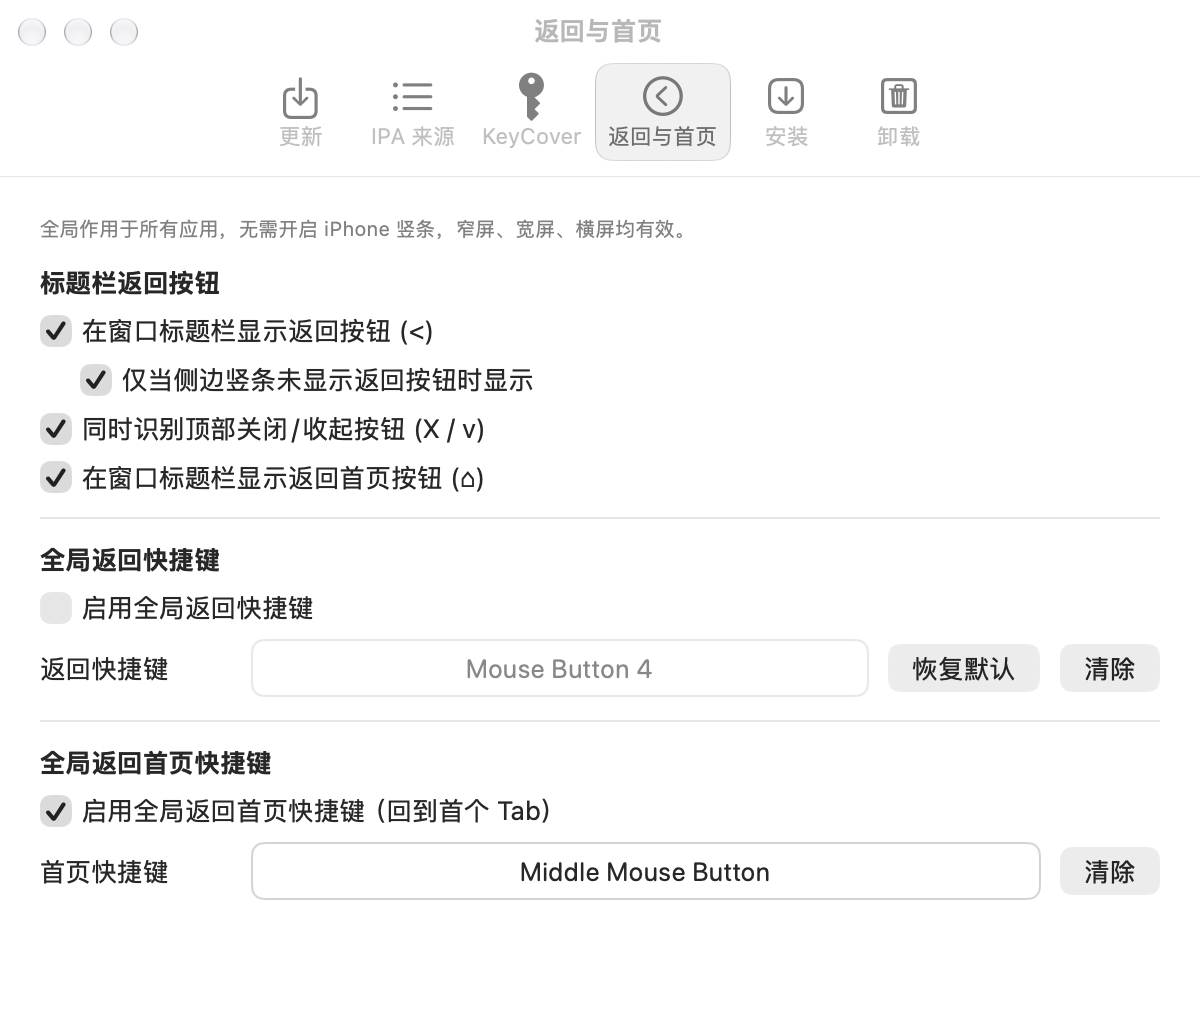 返回与首页
更新
IPA 来源
KeyCover
返回与首页
安装
卸载
全局作用于所有应用，无需开启 iPhone 竖条，窄屏、宽屏、横屏均有效。
标题栏返回按钮
在窗口标题栏显示返回按钮 (<)
仅当侧边竖条未显示返回按钮时显示
同时识别顶部关闭/收起按钮 (X / v)
在窗口标题栏显示返回首页按钮 (⌂)
全局返回快捷键
启用全局返回快捷键
返回快捷键
Mouse Button 4
恢复默认
清除
全局返回首页快捷键
启用全局返回首页快捷键（回到首个 Tab）
首页快捷键
Middle Mouse Button
清除